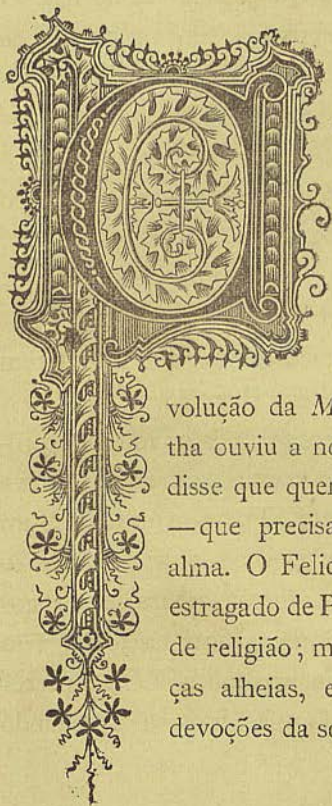 volução da M
tha ouviu a no
disse que quer
—que precisa
alma. O Felic
estragado de P
de religião; m
ças alheias, e
devoções da s